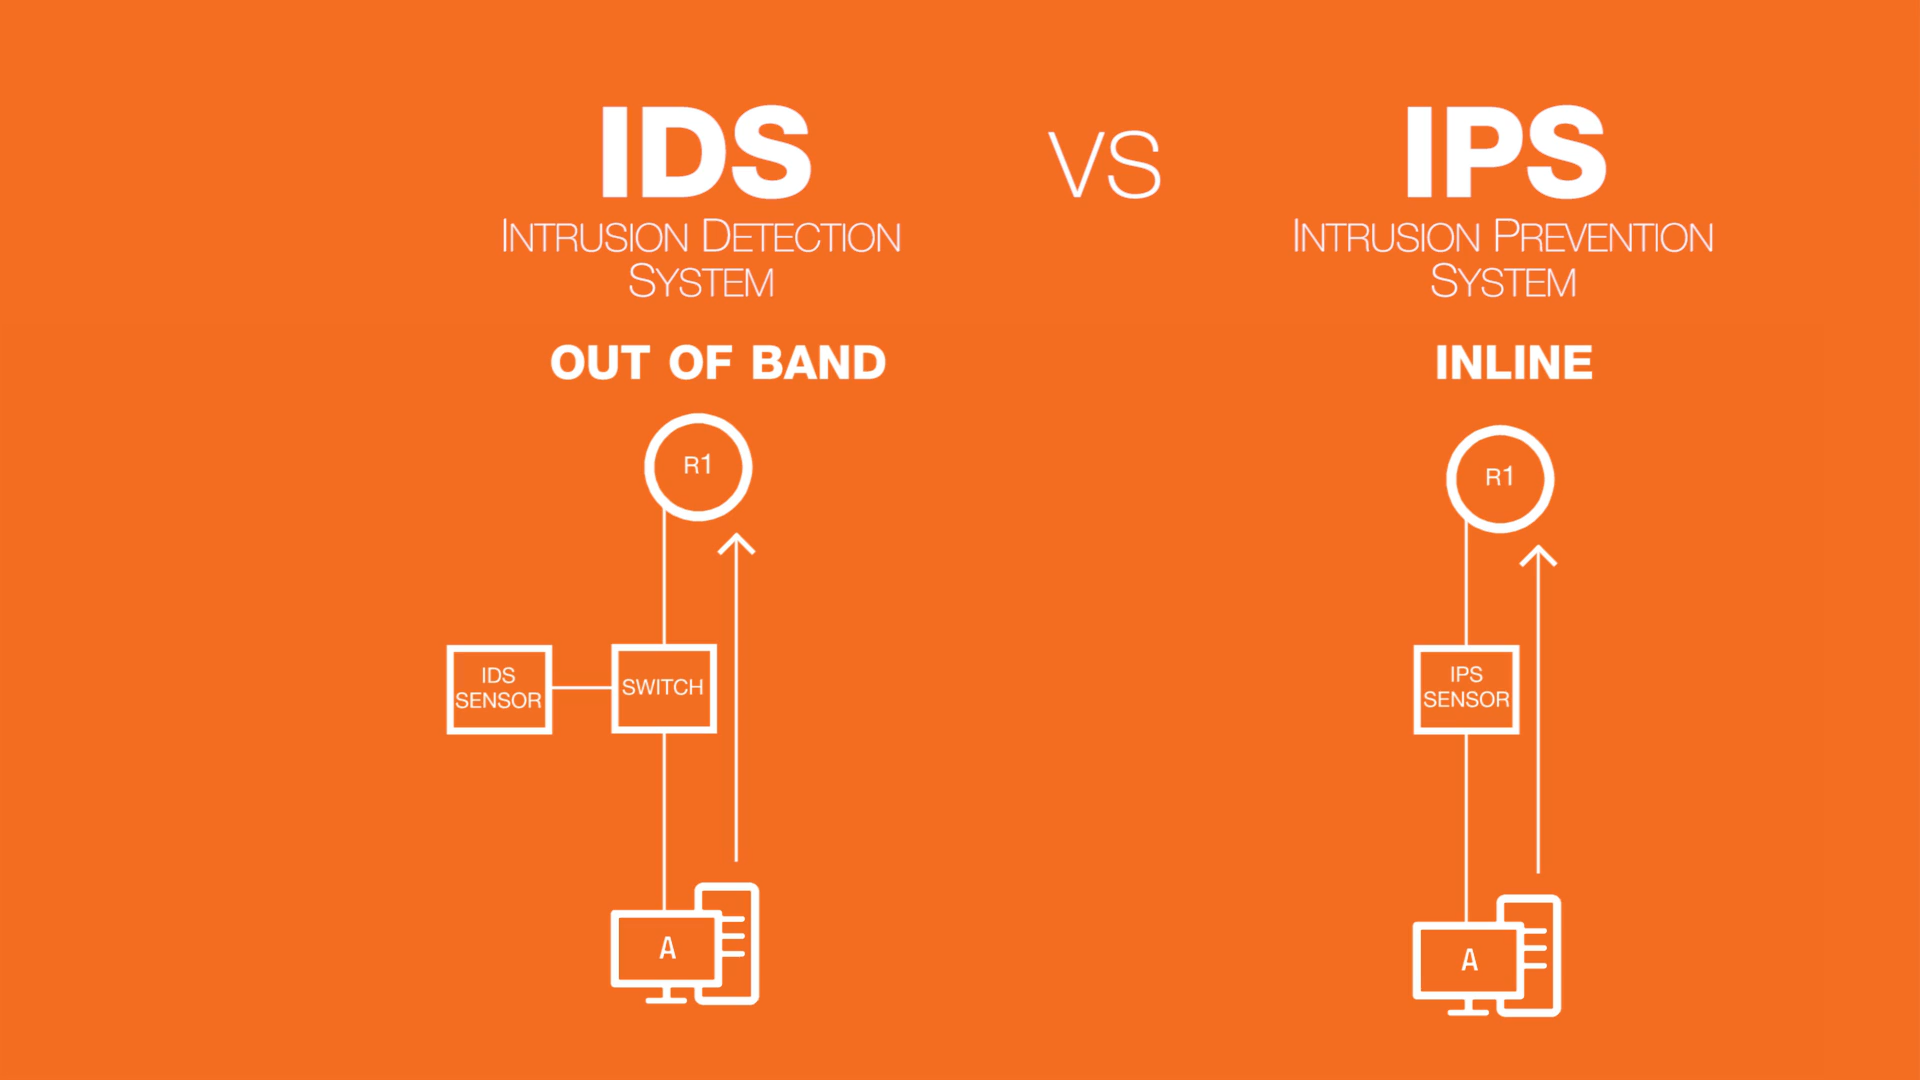 IDS
VS
IPS
INTRUSION DETECTION
SYSTEM
INTRUSION PREVENTION
SYSTEM
OUT OF BAND
INLINE
R1
R1
IDS
SENSOR
SWITCH
IPS
SENSOR
A
A